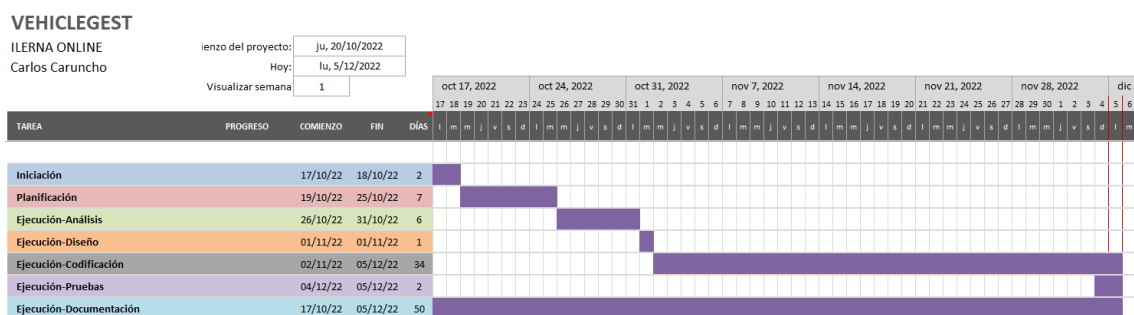 VEHICLEGEST
ILERNA ONLINE
ienzo del proyecto: ju, 20/10/2022
Carlos Caruncho
Hoy: lu, 5/12/2022
Visualizar semana 1
oct 17, 2022 oct 24, 2022 oct 31, 2022 nov 7, 2022 nov 14, 2022 nov 21, 2022 nov 28, 2022 dic
17 18 19 20 21 22 23 24 25 26 27 28 29 30 31 1 2 3 4 5 6 7 8 9 10 11 12 13 14 15 16 17 18 19 20 21 22 23 24 25 26 27 28 29 30 1 2 3 4 5 6
TAREA PROGRESO COMIENZO FIN DÍAS l m m j v s d l m m j v s d l m m j v s d l m m j v s d l m m j v s d l m m j v s d l m m j v s d l m
Iniciación 17/10/22 18/10/22 2
Planificación 19/10/22 25/10/22 7
Ejecución-Análisis 26/10/22 31/10/22 6
Ejecución-Diseño 01/11/22 01/11/22 1
Ejecución-Codificación 02/11/22 05/12/22 34
Ejecución-Pruebas 04/12/22 05/12/22 2
Ejecución-Documentación 17/10/22 05/12/22 50